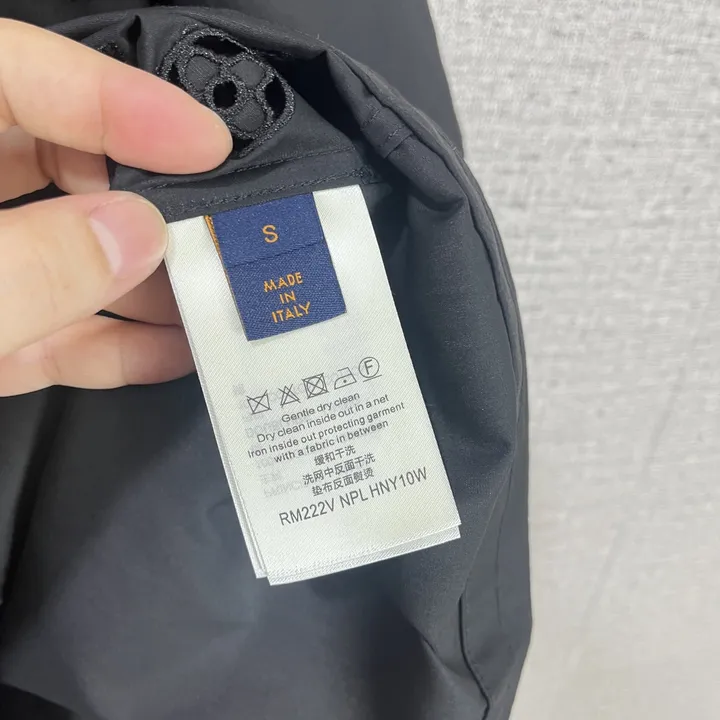 S
MADE
IN
ITALY
F
Gentle dry clean
Dry clean inside out in a net
Iron inside out protecting garment
with a fabric in between
缓和干洗
洗网中反面干洗
垫布反面熨烫
RM222V NPL HNY10W